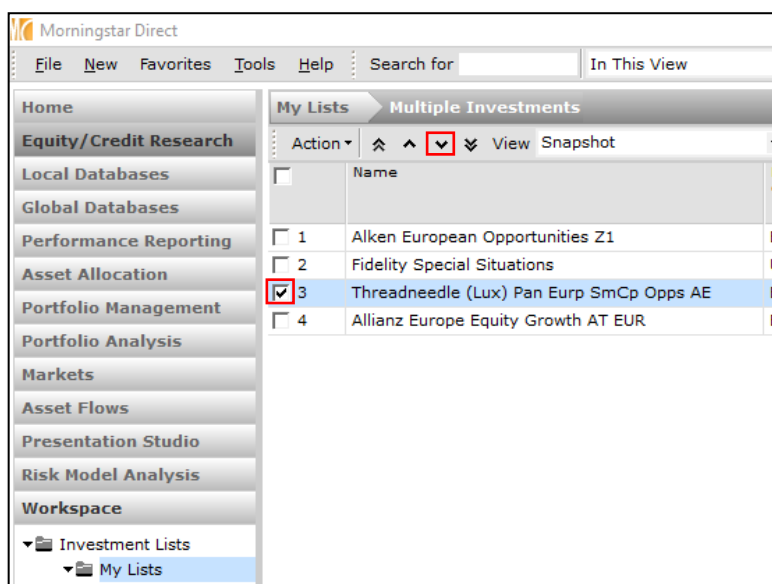 Morningstar Direct
File New Favorites Tools Help Search for In This View
Home
Equity/Credit Research
Local Databases
Global Databases
Performance Reporting
Asset Allocation
Portfolio Management
Portfolio Analysis
Markets
Asset Flows
Presentation Studio
Risk Model Analysis
Workspace
Investment Lists
My Lists
My Lists Multiple Investments
Action View Snapshot
Name
1 Alken European Opportunities Z1
2 Fidelity Special Situations
3 Threadneedle (Lux) Pan Eurp SmCp Opps AE
4 Allianz Europe Equity Growth AT EUR